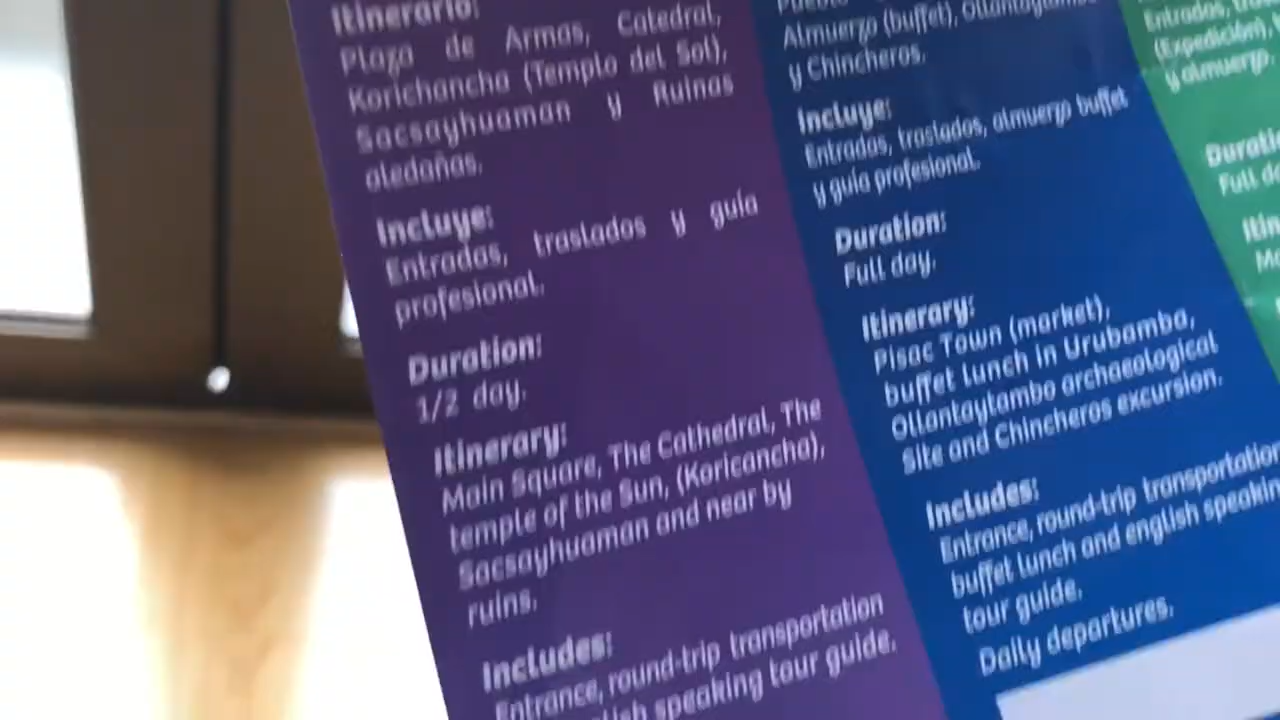 Itinerario:
Plaza de Armas, Catedral,
Korichancha (Templo del Sol),
Sacsayhuaman y Ruinas
aledañas.
Incluye:
Entradas, traslados y guía
profesional.
Duration:
1/2 day.
Itinerary:
Main Square, The Cathedral, The
temple of the Sun, (Koricancha),
Sacsayhuaman and near by
ruins.
Includes:
Entrance, round-trip transportation
speaking tour guide.
Almuerzo (buffet), Ollantaytambo
y Chincheros.
Incluye:
Entradas, traslados, almuerzo buffet
y guía profesional.
Duration:
Full day.
Itinerary:
Pisac Town (market),
buffet lunch in Urubamba,
Ollantaytambo archaeological
Site and Chincheros excursion.
Includes:
Entrance, round-trip transportation
buffet lunch and english speakin
tour guide.
Daily departures.
Entradas,
(Expedición),
y almuerzo.
Durati
Full d
Itin